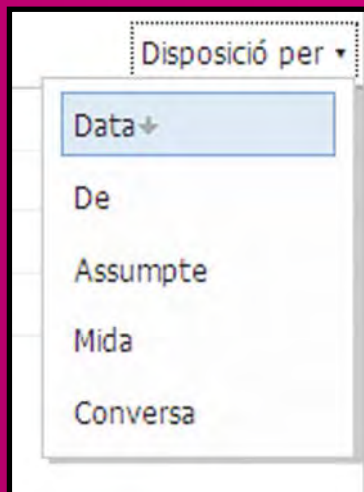 Disposició per
Data
De
Assumpte
Mida
Conversa